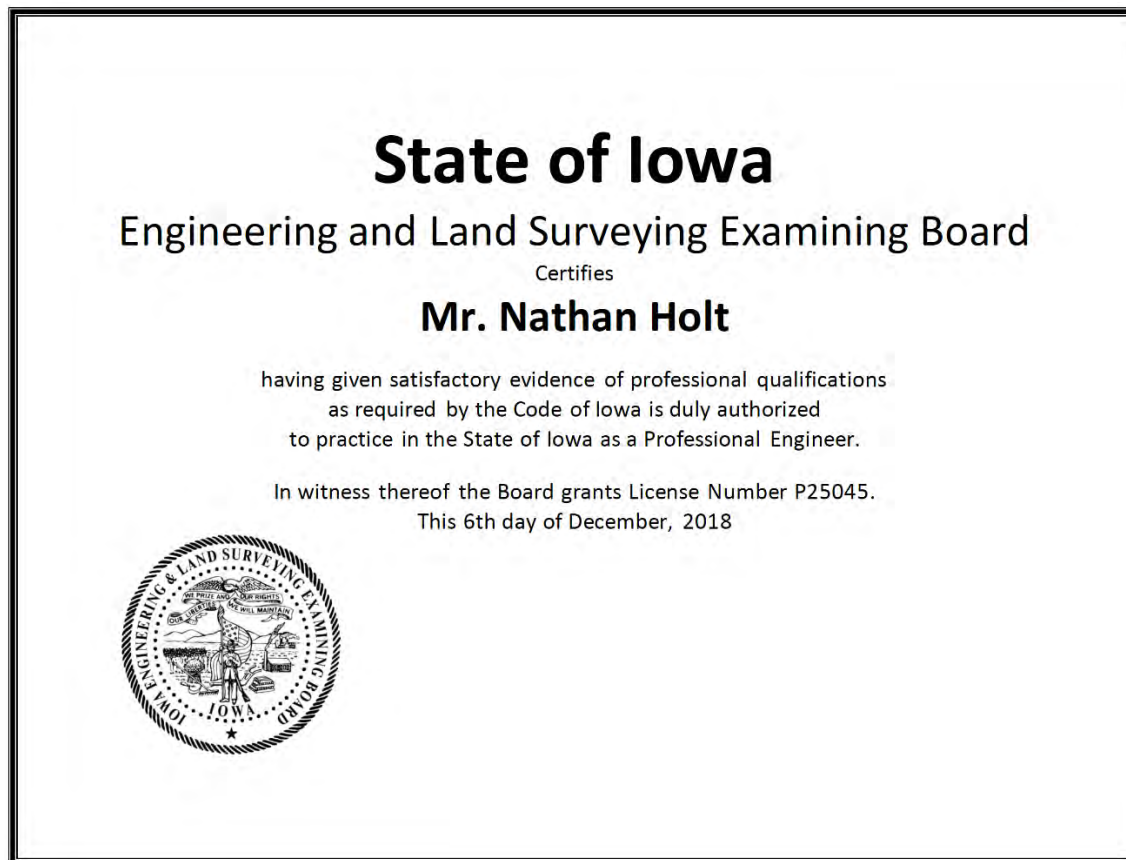 State of Iowa
Engineering and Land Surveying Examining Board
Certifies
Mr. Nathan Holt
having given satisfactory evidence of professional qualifications
as required by the Code of Iowa is duly authorized
to practice in the State of Iowa as a Professional Engineer.
In witness thereof the Board grants License Number P25045.
This 6th day of December, 2018
IOWA ENGINEERING & LAND SURVEYING EXAMINING BOARD
WE PRIZE AND OUR RIGHTS
OUR LIBERTIES WE WILL MAINTAIN
IOWA